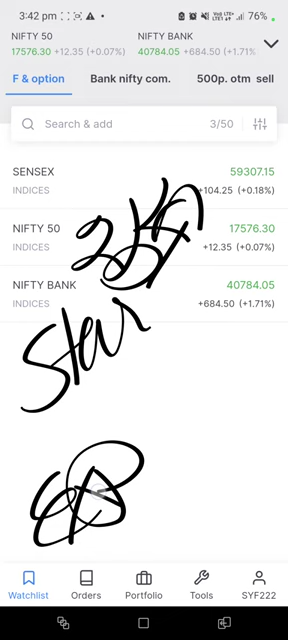 3:42 pm
NIFTY 50
NIFTY BANK
17576.30 +12.35 (+0.07%)
40784.05 +684.50 (+1.71%
F & option
Bank nifty com.
500p. otm sell
Search & add
3/50
SENSEX
59307.15
INDICES
+104.25 (+0.18%)
NIFTY 50
17576.30
INDICES
+12.35 (+0.07%)
NIFTY BANK
40784.05
INDICES
+684.50 (+1.71%)
Watchlist
Orders
Portfolio
Tools
SYF222
76%